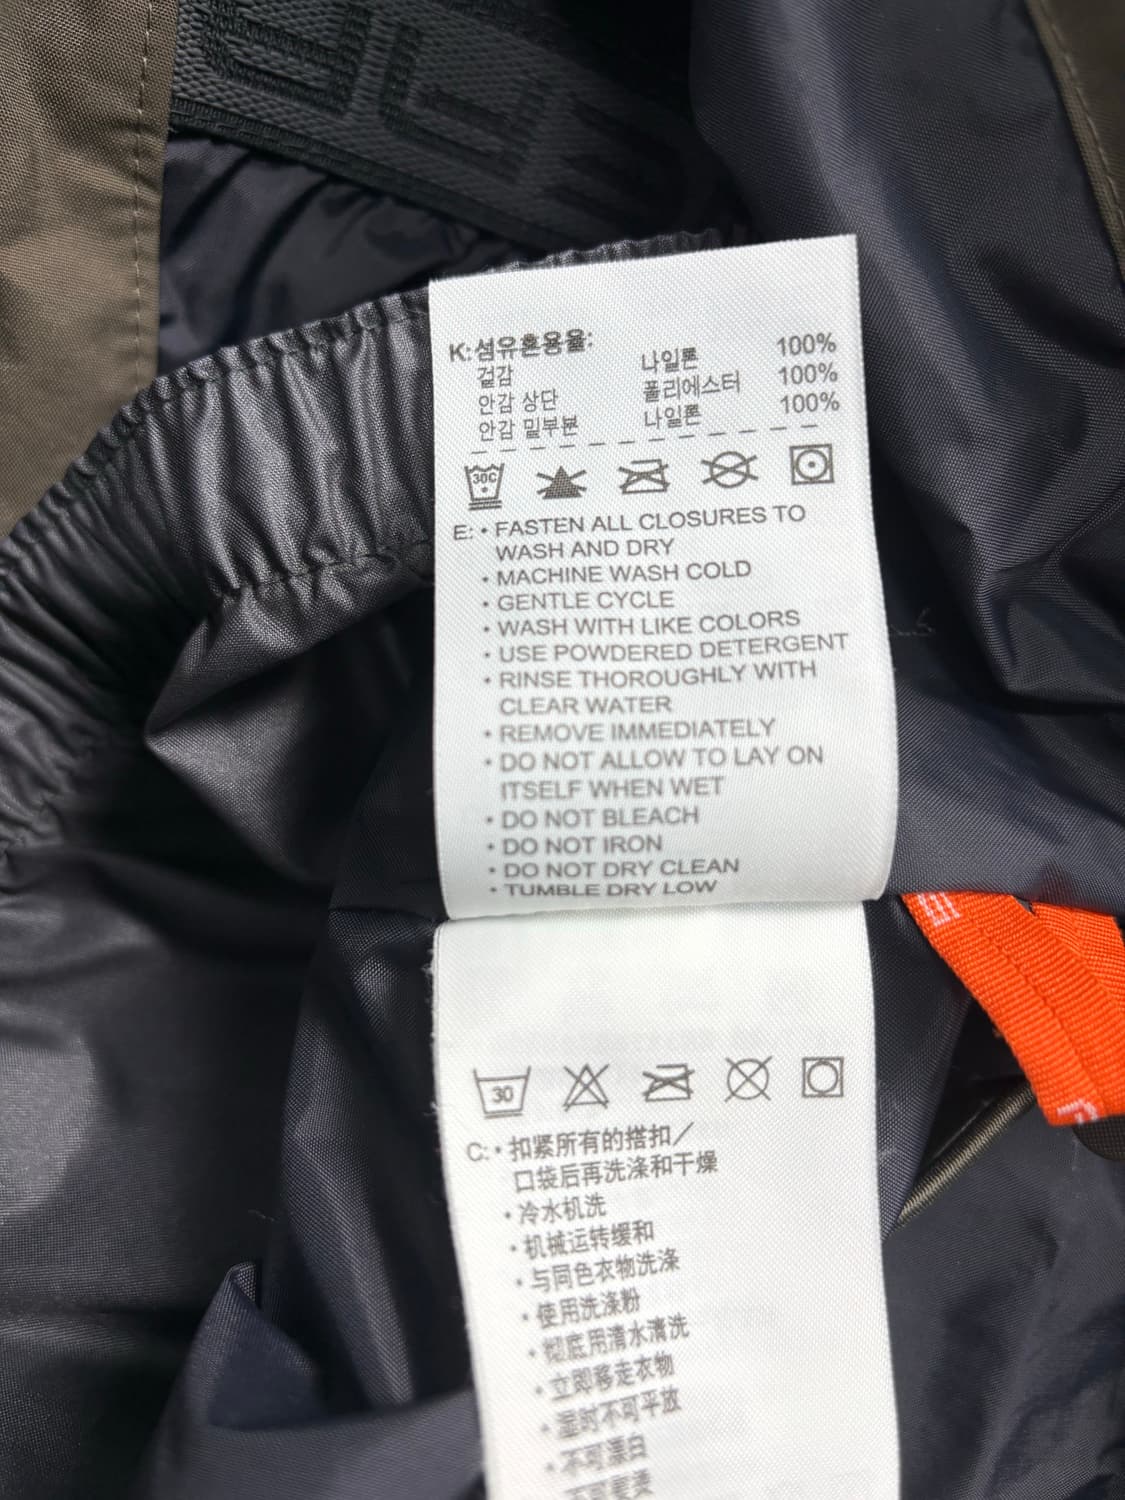 K: 섬유혼용율:
겉감 나일론 100%
안감 상단 폴리에스터 100%
안감 밑부본 나일론 100%
30C
E: • FASTEN ALL CLOSURES TO
WASH AND DRY
• MACHINE WASH COLD
• GENTLE CYCLE
• WASH WITH LIKE COLORS
• USE POWDERED DETERGENT
• RINSE THOROUGHLY WITH
CLEAR WATER
• REMOVE IMMEDIATELY
• DO NOT ALLOW TO LAY ON
ITSELF WHEN WET
• DO NOT BLEACH
• DO NOT IRON
• DO NOT DRY CLEAN
• TUMBLE DRY LOW
30
C: • 扣紧所有的搭扣／
口袋后再洗涤和干燥
• 冷水机洗
• 机械运转缓和
• 与同色衣物洗涤
• 使用洗涤粉
• 彻底用清水清洗
• 立即移走衣物
• 湿时不可平放
• 不可漂白
• 不可熨烫